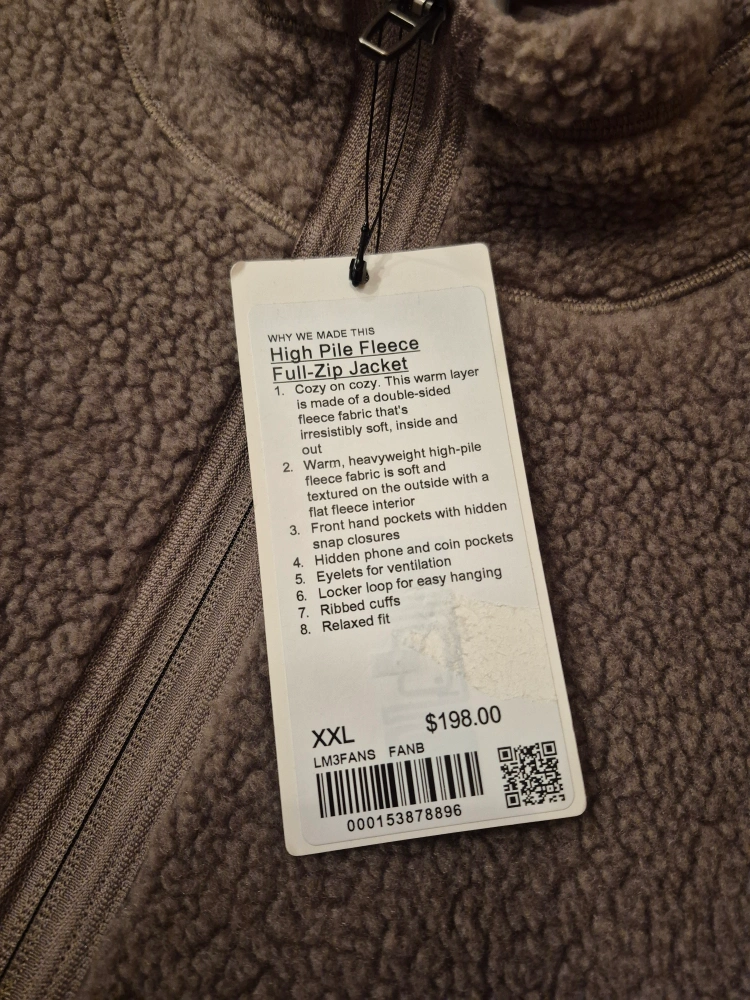 WHY WE MADE THIS
High Pile Fleece
Full-Zip Jacket
1. Cozy on cozy. This warm layer
is made of a double-sided
fleece fabric that's
irresistibly soft, inside and
out
2. Warm, heavyweight high-pile
fleece fabric is soft and
textured on the outside with a
flat fleece interior
3. Front hand pockets with hidden
snap closures
4. Hidden phone and coin pockets
5. Eyelets for ventilation
6. Locker loop for easy hanging
7. Ribbed cuffs
8. Relaxed fit
XXL $198.00
LM3FANS FANB
000153878896